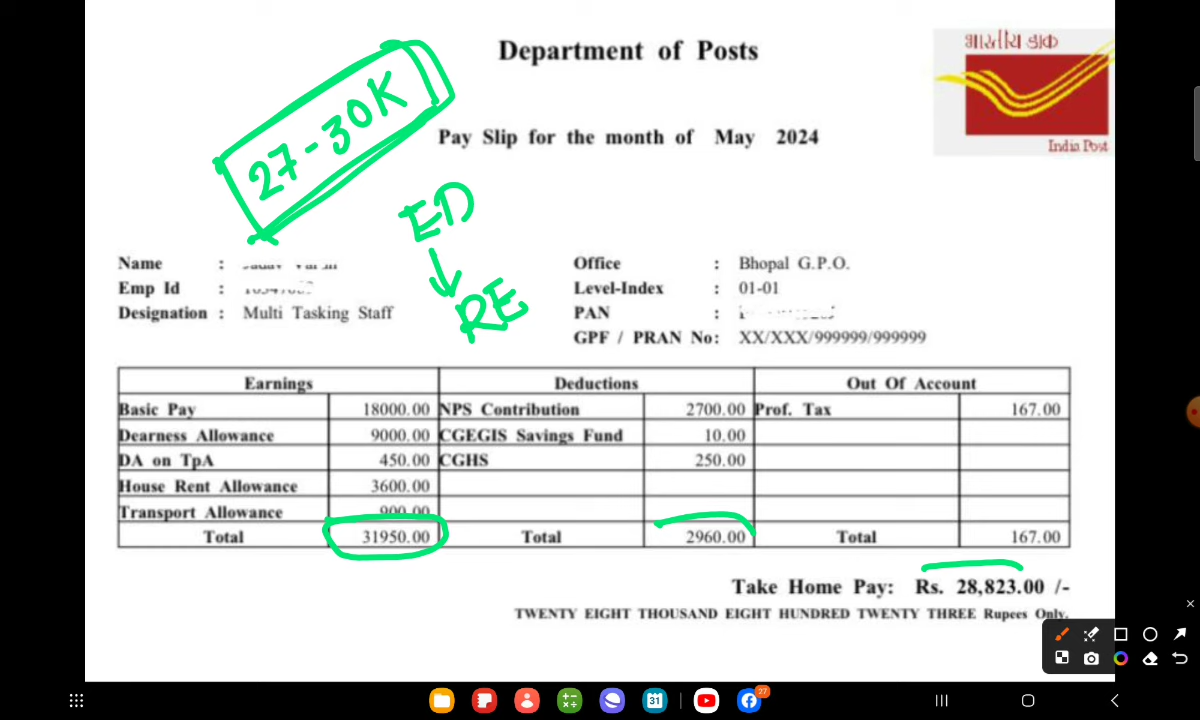 Department of Posts
भारतीय डाक
India Post
Pay Slip for the month of May 2024
27-30K
ED
RE
Name :
Emp Id :
Designation : Multi Tasking Staff
Office : Bhopal G.P.O.
Level-Index : 01-01
PAN :
GPF / PRAN No: XX/XXX/999999/999999
Earnings Deductions Out Of Account
Basic Pay 18000.00 NPS Contribution 2700.00 Prof. Tax 167.00
Dearness Allowance 9000.00 CGEGIS Savings Fund 10.00
DA on TpA 450.00 CGHS 250.00
House Rent Allowance 3600.00
Transport Allowance 900.00
Total 31950.00 Total 2960.00 Total 167.00
Take Home Pay: Rs. 28,823.00 /-
TWENTY EIGHT THOUSAND EIGHT HUNDRED TWENTY THREE Rupees Only.
31
27